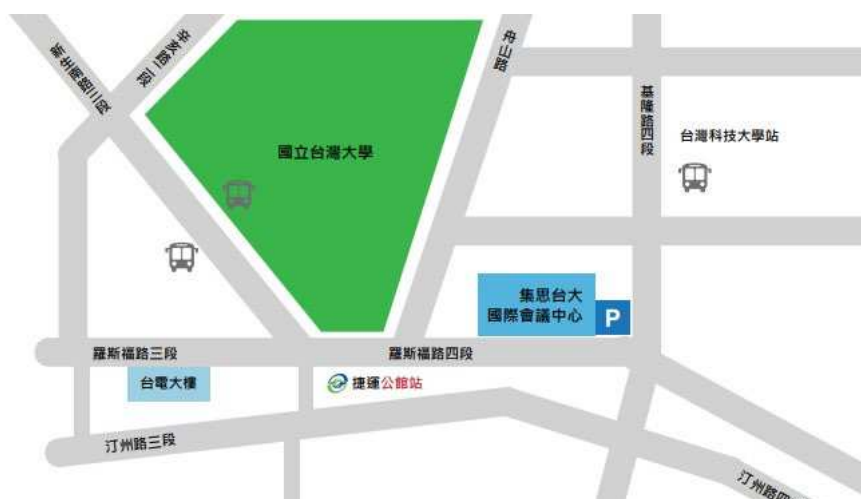 新生南路三段
辛亥路二段
舟山路
基隆路四段
國立台灣大學
台灣科技大學站
集思台大
國際會議中心
P
羅斯福路三段
羅斯福路四段
台電大樓
捷運公館站
汀州路三段
汀州路四